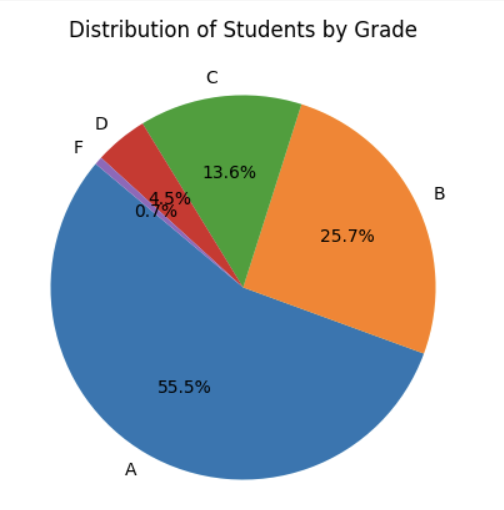 Distribution of Students by Grade
C
D
F
13.6%
4.5%
0.7%
B
25.7%
55.5%
A